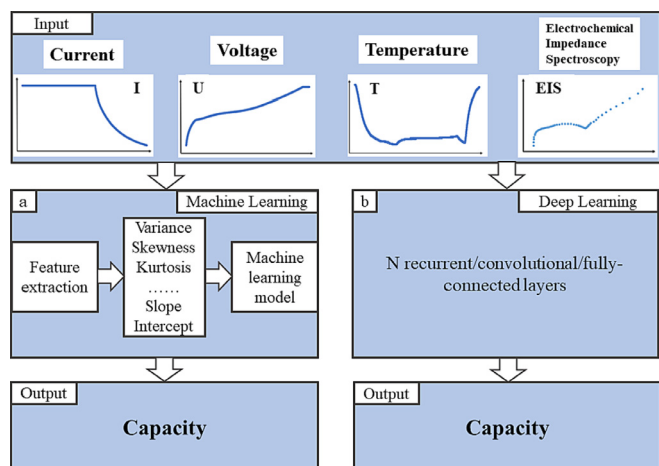 Input
Current
Voltage
Temperature
Electrochemical
Impedance
Spectroscopy
I
U
T
EIS
a
Machine Learning
Feature
extraction
Variance
Skewness
Kurtosis
......
Slope
Intercept
Machine
learning
model
b
Deep Learning
N recurrent/convolutional/fully-
connected layers
Output
Capacity
Output
Capacity